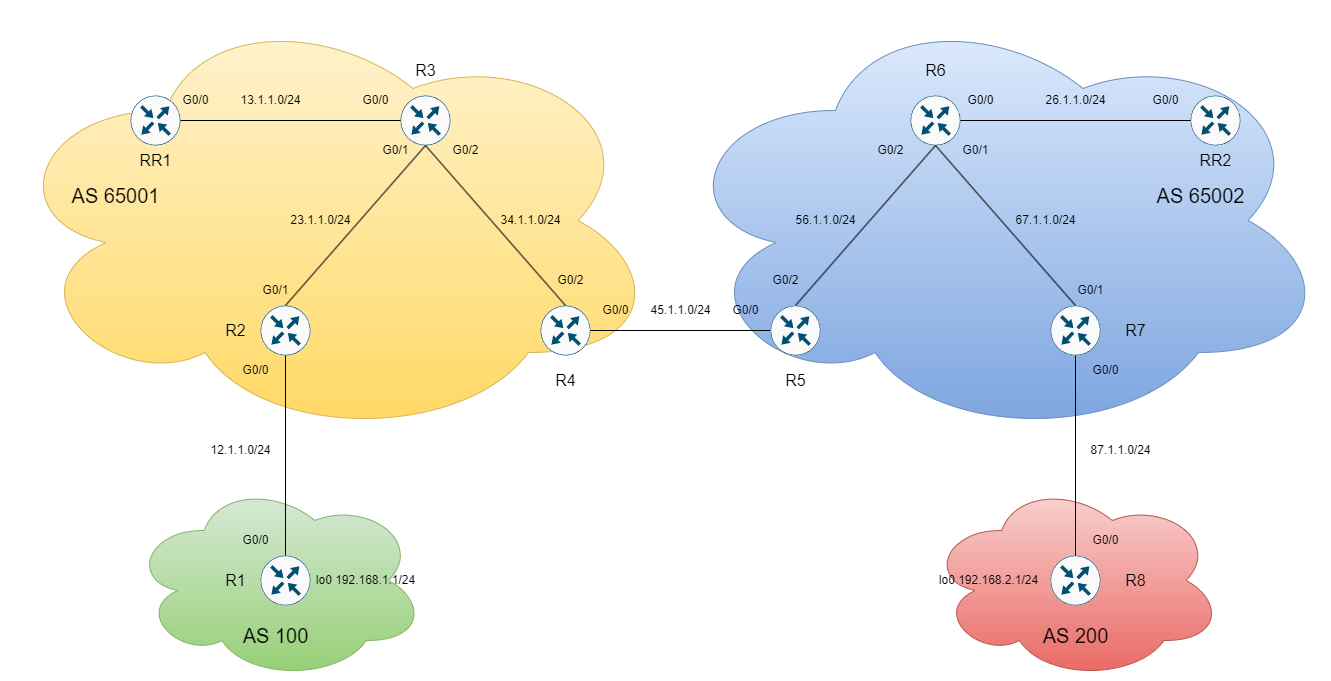 R3
R6
G0/0
13.1.1.0/24
G0/0
G0/0
26.1.1.0/24
G0/0
RR1
G0/1
G0/2
G0/2
G0/1
RR2
AS 65001
AS 65002
23.1.1.0/24
34.1.1.0/24
56.1.1.0/24
67.1.1.0/24
G0/1
G0/2
G0/2
G0/1
R2
G0/0
45.1.1.0/24
G0/0
R7
G0/0
R4
R5
G0/0
12.1.1.0/24
87.1.1.0/24
G0/0
G0/0
R1
lo0 192.168.1.1/24
lo0 192.168.2.1/24
R8
AS 100
AS 200